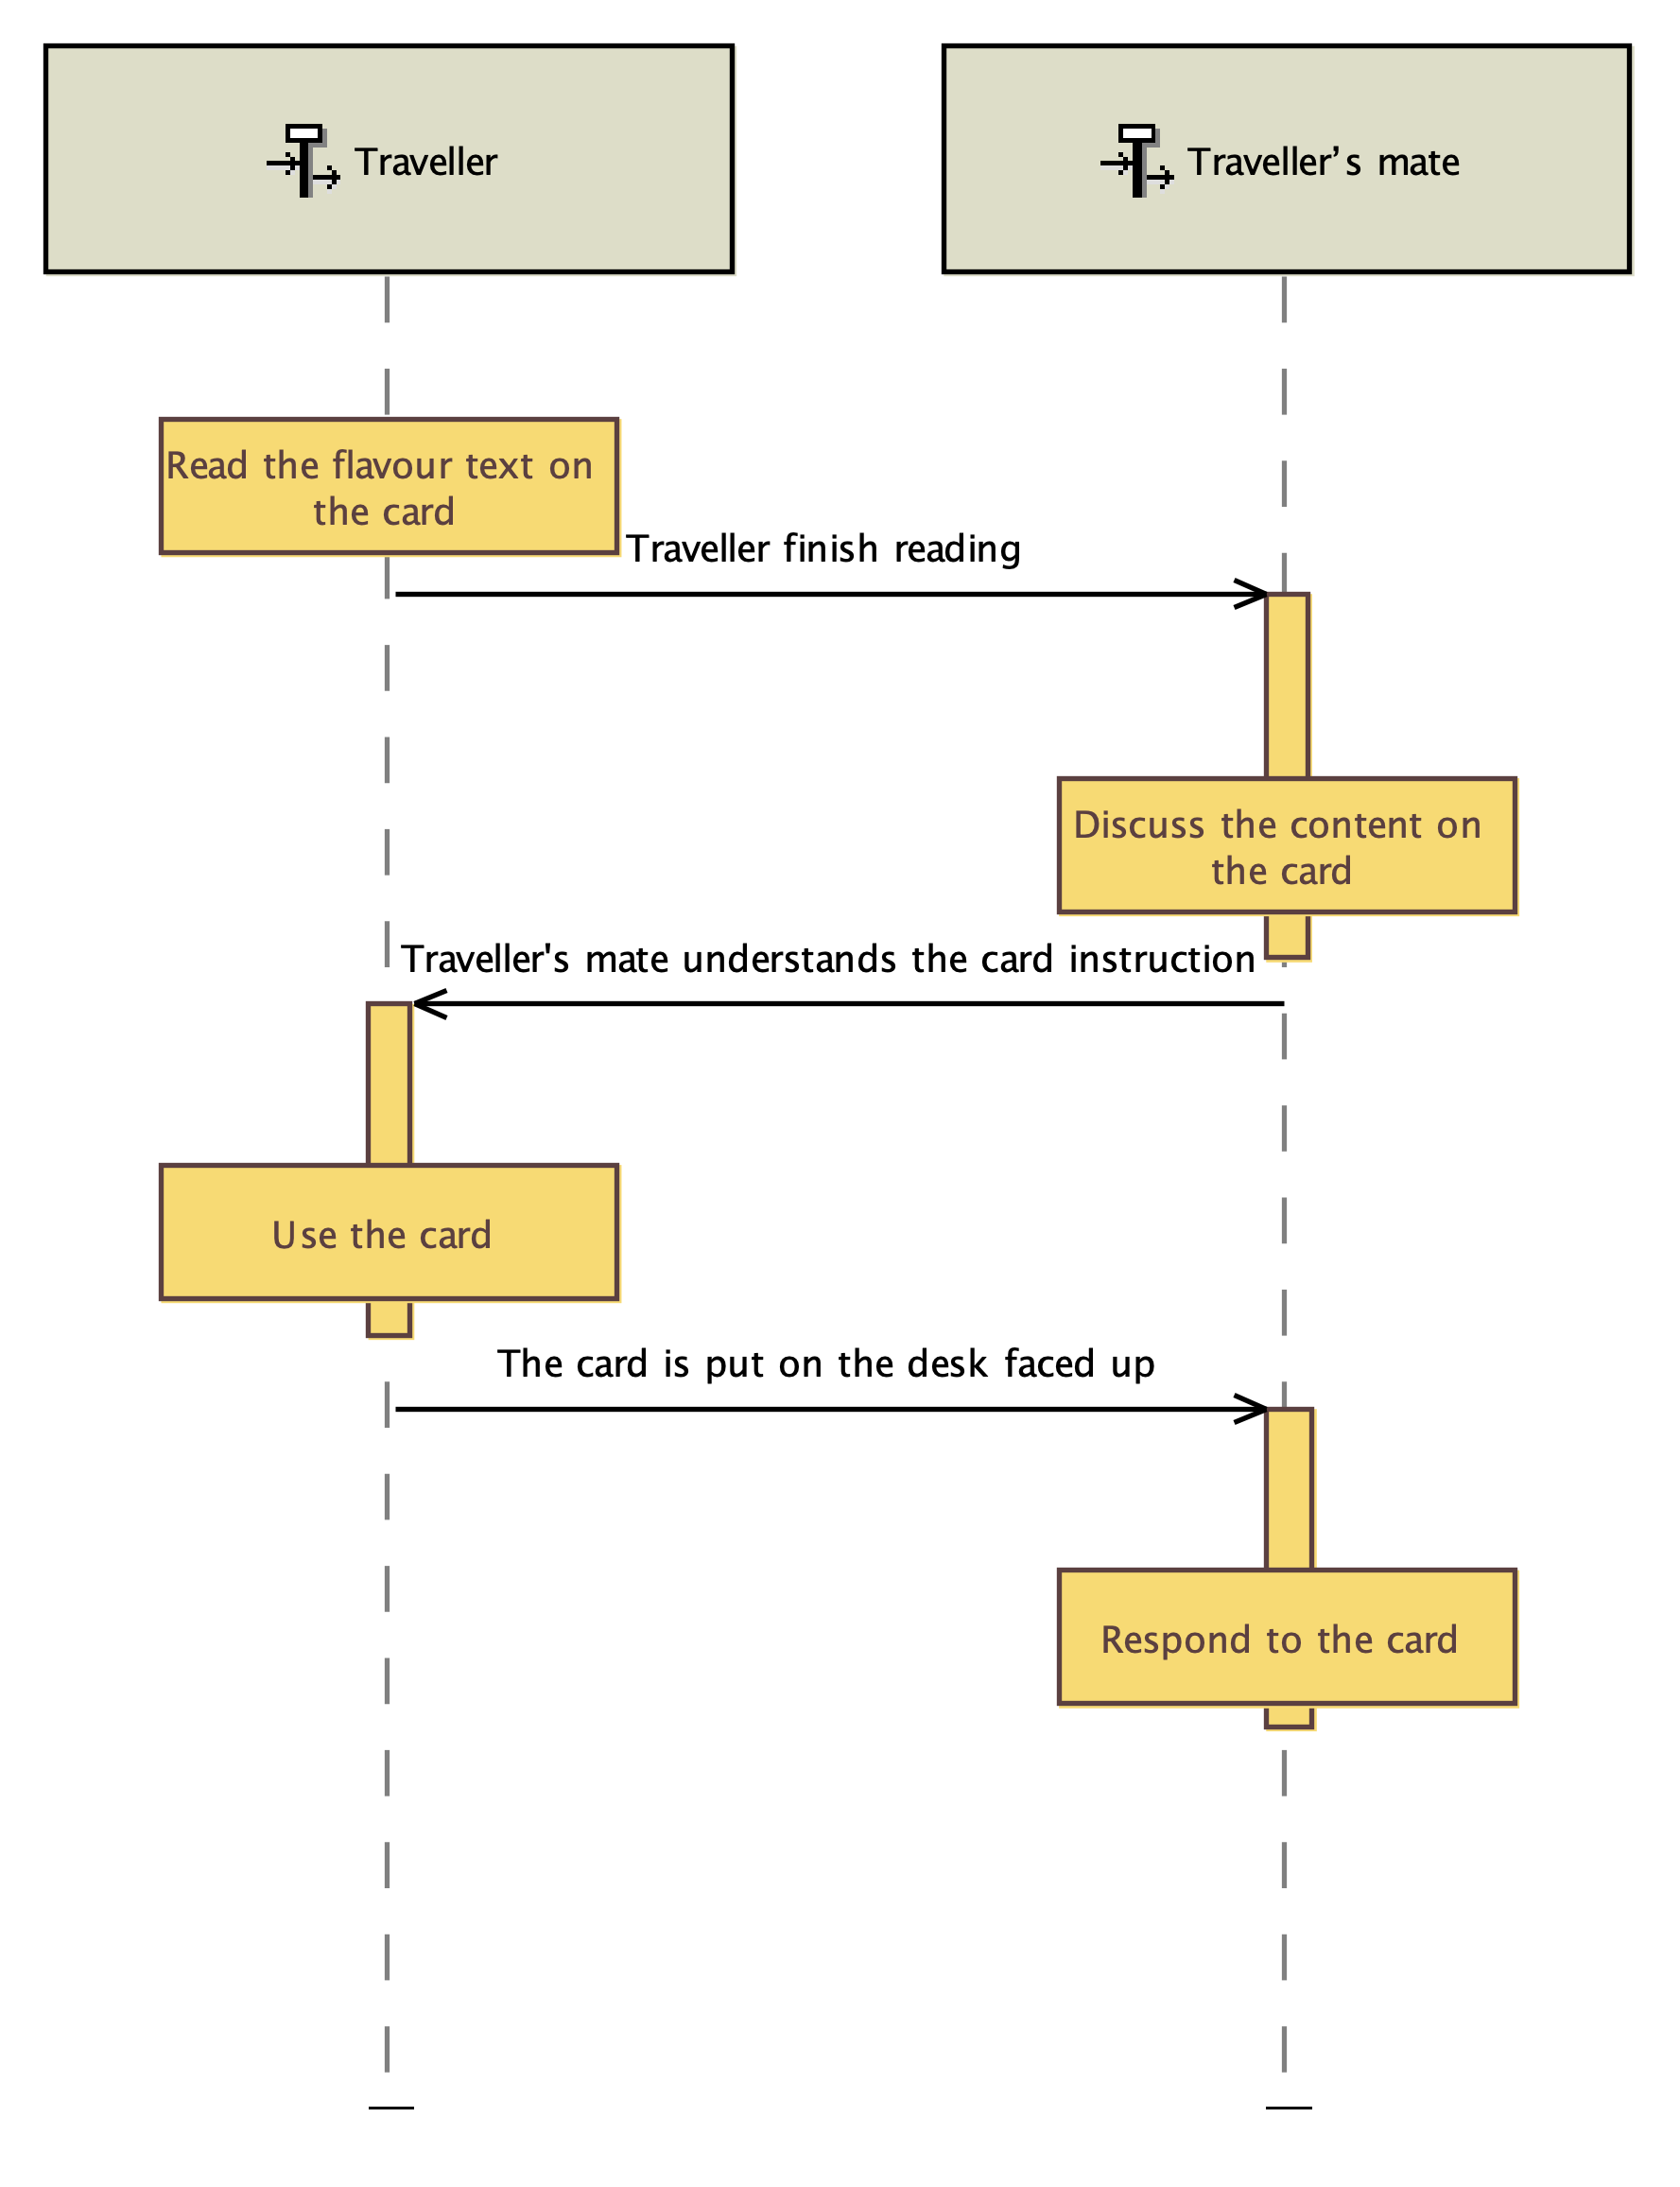 Traveller
Traveller’s mate
Read the flavour text on
the card
Traveller finish reading
Discuss the content on
the card
Traveller's mate understands the card instruction
Use the card
The card is put on the desk faced up
Respond to the card